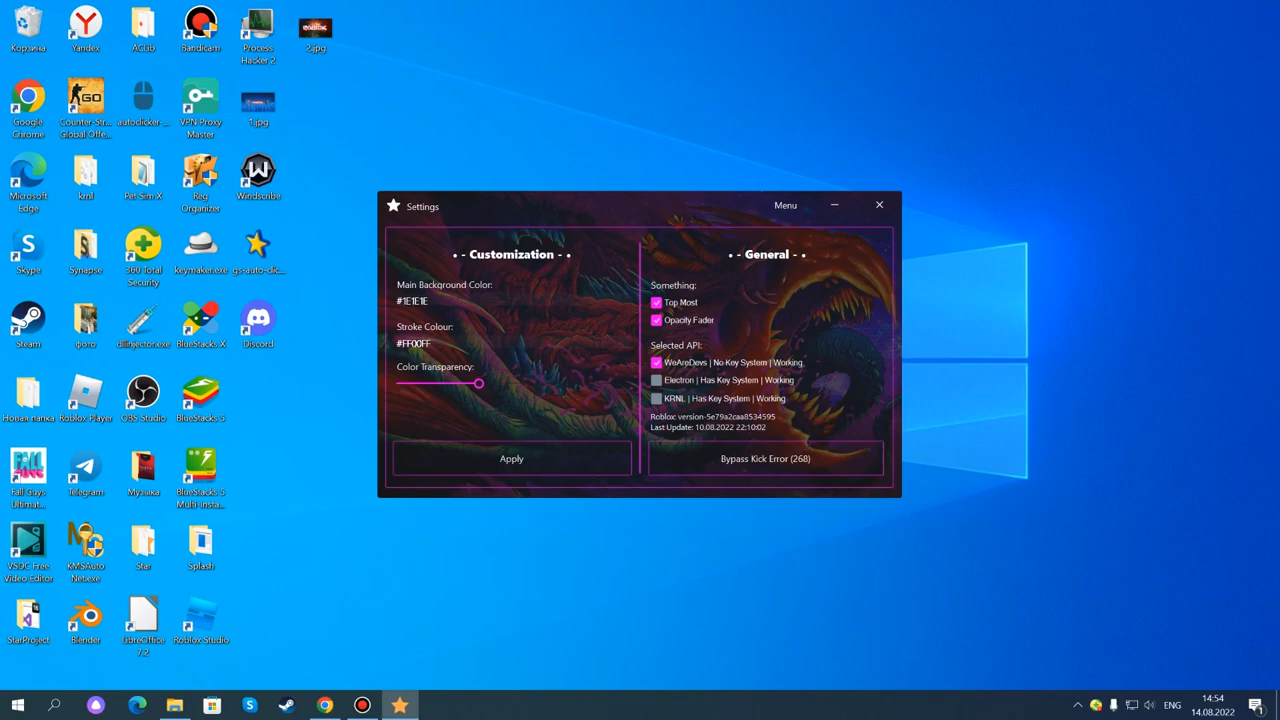 Корзина
Yandex
ACLib
Bandicam
Process
Hacker 2
2.jpg
Google
Chrome
Counter-Str...
Global Offe...
autoclicker-...
VPN Proxy
Master
1.jpg
Microsoft
Edge
krnl
Pet Sim X
Reg
Organizer
Windscribe
Skype
Synapse
360 Total
Security
keymaker.exe
gs-auto-clic...
Steam
фото
dllinjector.exe
BlueStacks X
Discord
Новая папка
Roblox Player
OBS Studio
BlueStacks 5
Fall Guys
Ultimat...
Telegram
Музыка
BlueStacks 5
Multi-Insta...
VSDC Free
Video Editor
KMSAuto
Net.exe
Star
Splash
StarProject
Blender
LibreOffice
7.2
Roblox Studio
Settings
Menu
• - Customization - •
Main Background Color:
#1E1E1E
Stroke Colour:
#FF00FF
Color Transparency:
Apply
• - General - •
Something:
Top Most
Opacity Fader
Selected API:
WeAreDevs | No Key System | Working
Electron | Has Key System | Working
KRNL | Has Key System | Working
Roblox: version-5e79a2caa8534595
Last Update: 10.08.2022 22:10:02
Bypass Kick Error (268)
ENG
14:54
14.08.2022
1